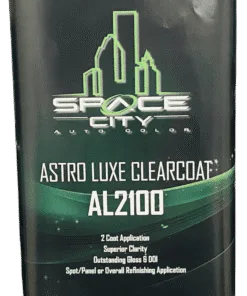 SPACE
CITY
AUTO COLOR
ASTRO LUXE CLEARCOAT
AL2100
2 Coat Application
Superior Clarity
Outstanding Gloss & DOI
Spot/Panel or Overall Refinishing Application